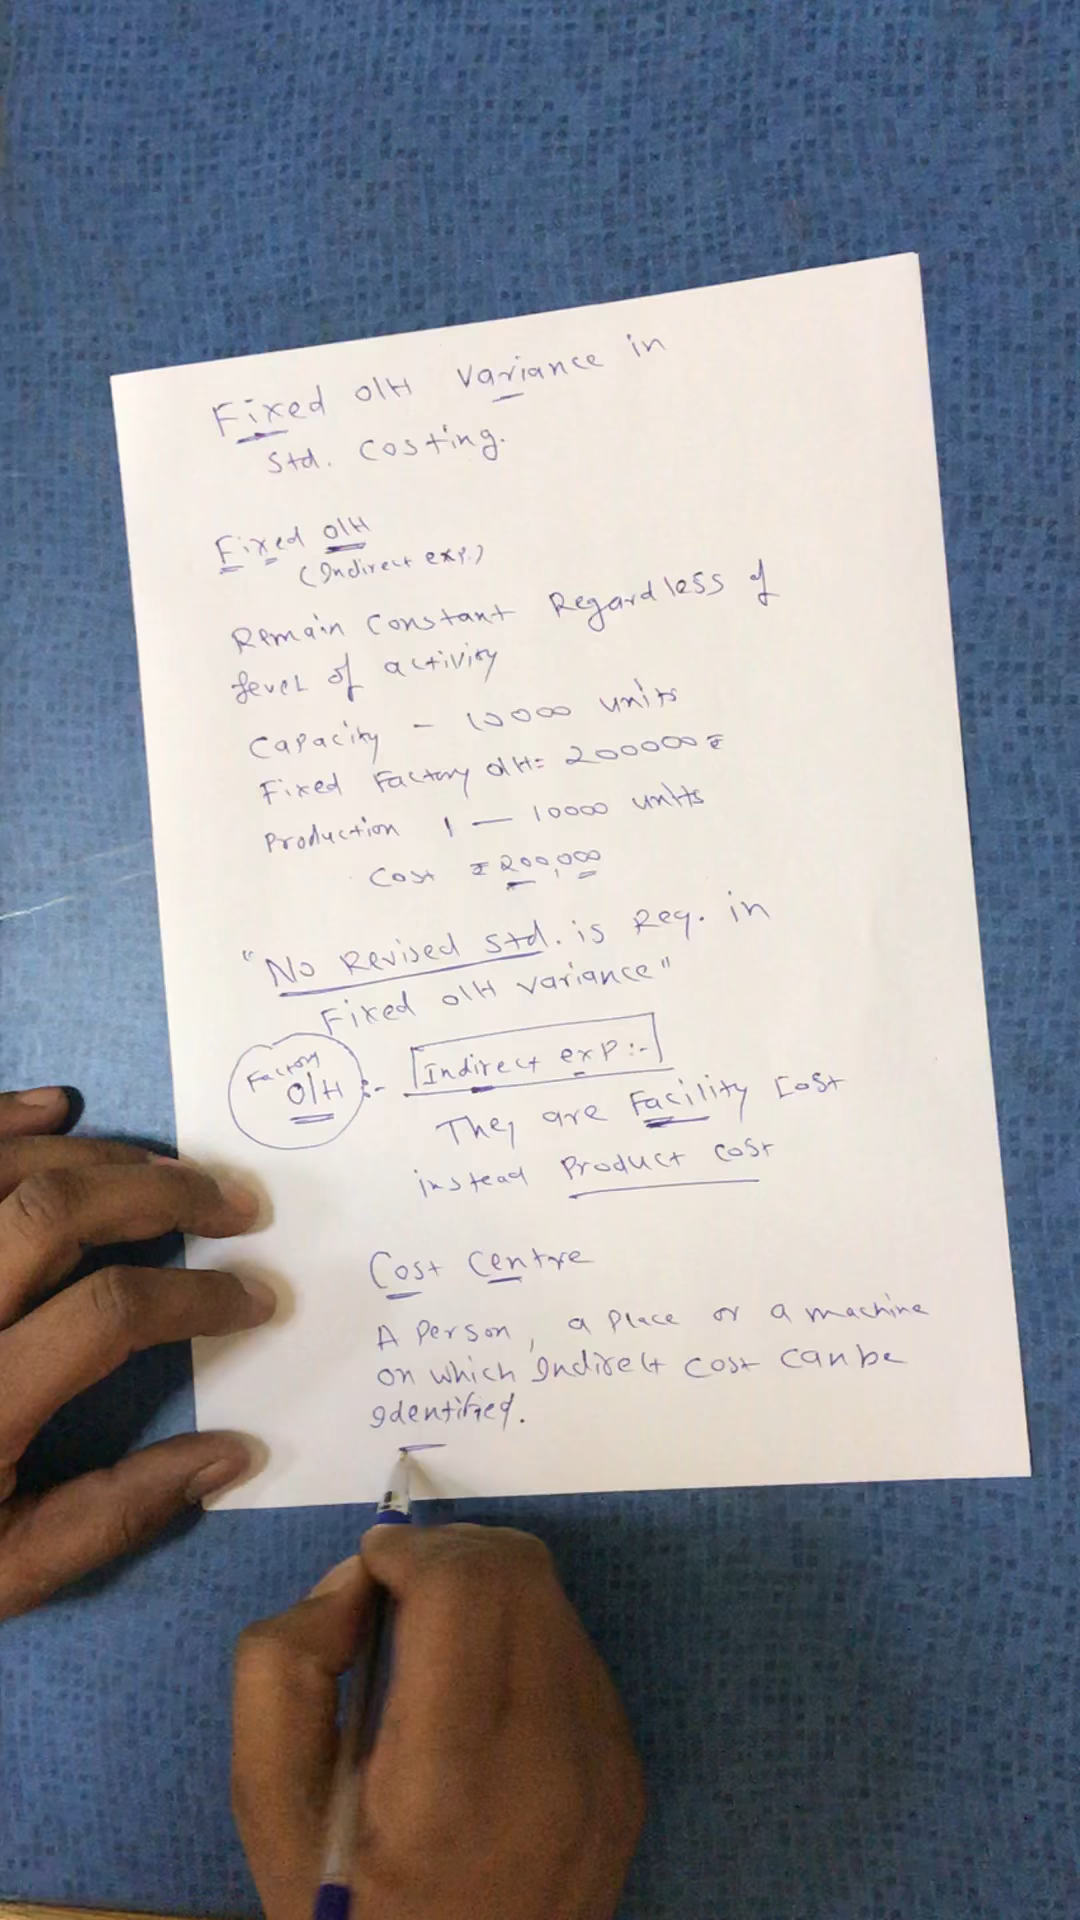 Fixed O/H Variance in
Std. Costing.
Fixed O/H
(Indirect exp.)
Remain Constant Regardless of
level of activity
Capacity - 10000 units
Fixed Factory O/H = 200000 ₹
Production 1 — 10000 units
Cost ₹ 200,000
"No Revised Std. is Req. in
Fixed O/H variance"
Factory
O/H :- Indirect exp :-
They are Facility Cost
instead Product Cost
Cost Centre
A Person, a Place or a machine
on which Indirect Cost can be
Identified.